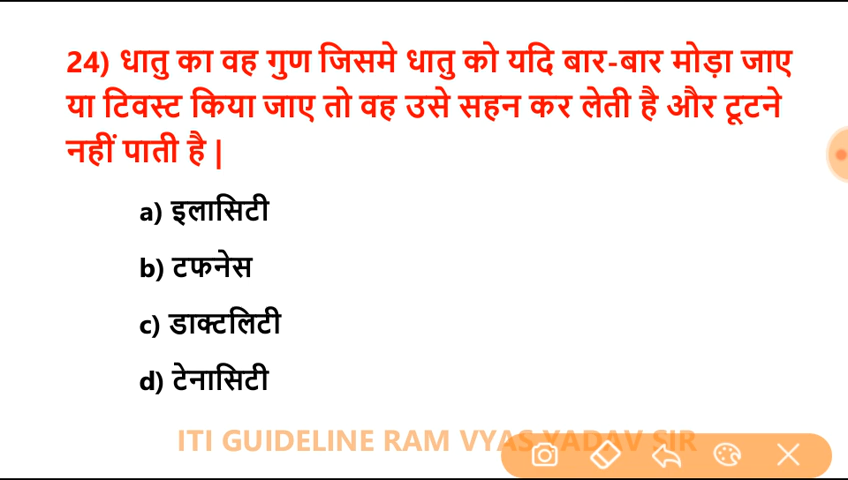 24) धातु का वह गुण जिसमे धातु को यदि बार-बार मोड़ा जाए
या टिवस्ट किया जाए तो वह उसे सहन कर लेती है और टूटने
नहीं पाती है |
a) इलासिटी
b) टफनेस
c) डाक्टलिटी
d) टेनासिटी
ITI GUIDELINE RAM VYAS YADAV SIR